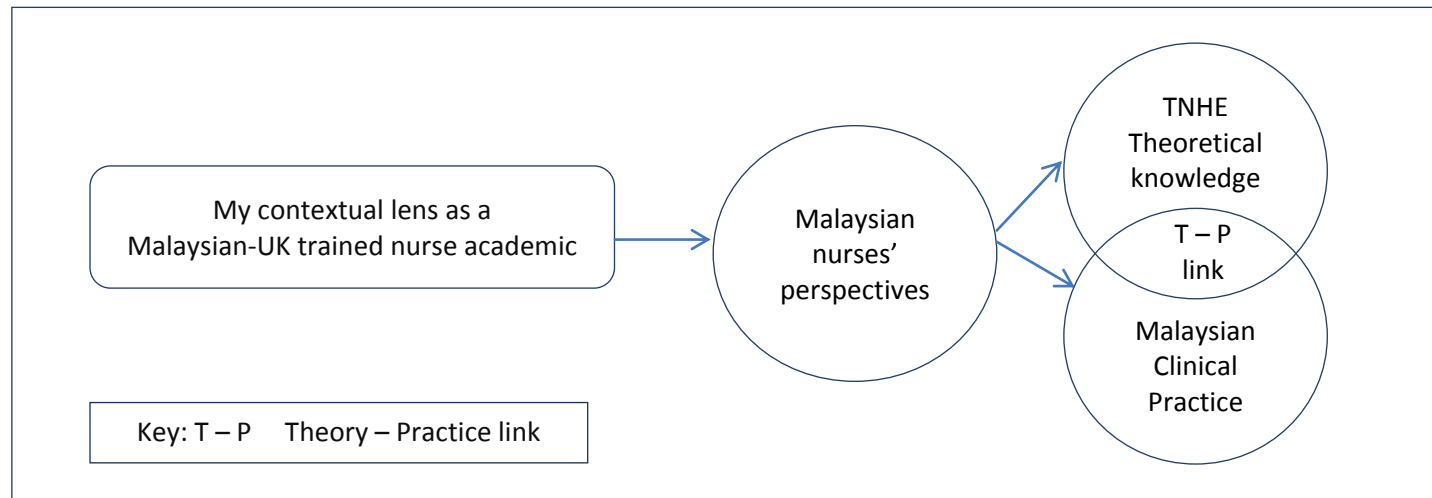 My contextual lens as a
Malaysian-UK trained nurse academic
Malaysian
nurses’
perspectives
TNHE
Theoretical
knowledge
T – P
link
Malaysian
Clinical
Practice
Key: T – P Theory – Practice link